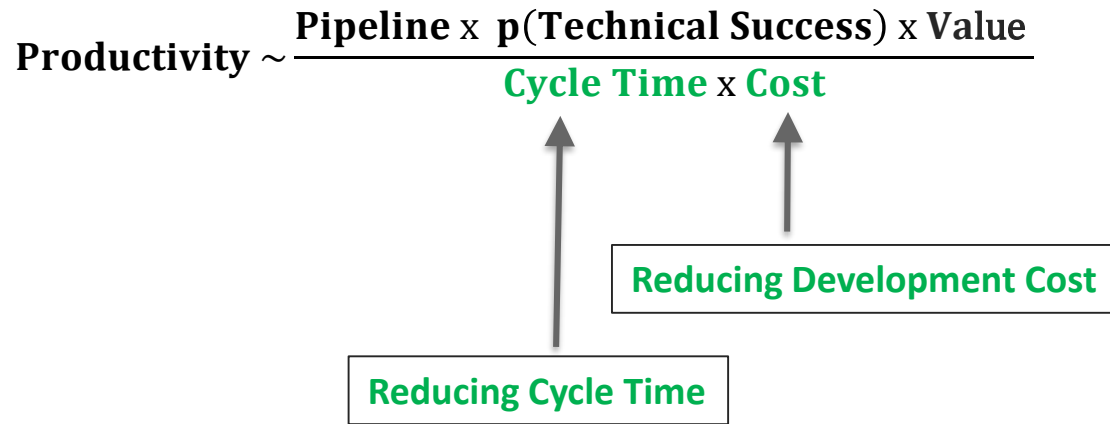 Pipeline x p(Technical Success) x Value
Productivity ~
Cycle Time x Cost
Reducing Development Cost
Reducing Cycle Time